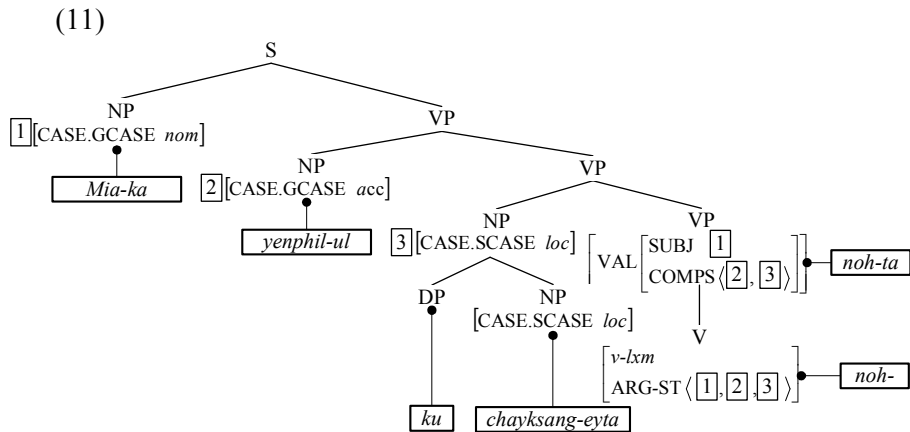 (11)
S
NP
VP
1[CASE.GCASE nom]
Mia-ka
NP
VP
2[CASE.GCASE acc]
yenphil-ul
NP
VP
3[CASE.SCASE loc]
[VAL[SUBJ 1
COMPS⟨2, 3⟩]]
noh-ta
DP
NP
[CASE.SCASE loc]
V
[v-lxm
ARG-ST⟨1, 2, 3⟩]
noh-
ku
chayksang-eyta